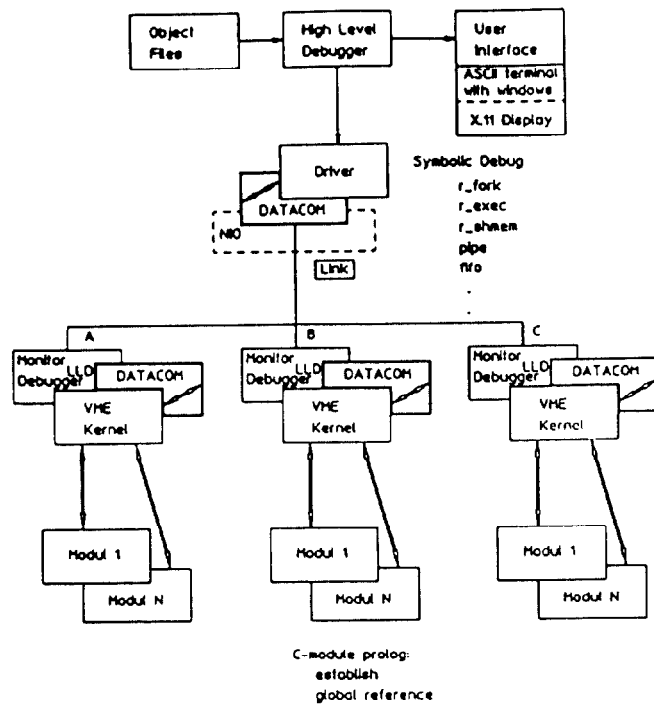 Object
Files
High Level
Debugger
User
Interface
ASCII terminal
with windows
X.11 Display
Driver
DATACOM
NIO
Link
Symbolic Debug
r_fork
r_exec
r_shmem
pipe
fifo
.
.
A
B
C
Monitor
Debugger
LLD
DATACOM
VME
Kernel
Monitor
Debugger
LLD
DATACOM
VME
Kernel
Monitor
Debugger
LLD
DATACOM
VME
Kernel
Modul 1
Modul N
Modul 1
Modul N
Modul 1
Modul N
C-module prolog:
establish
global reference